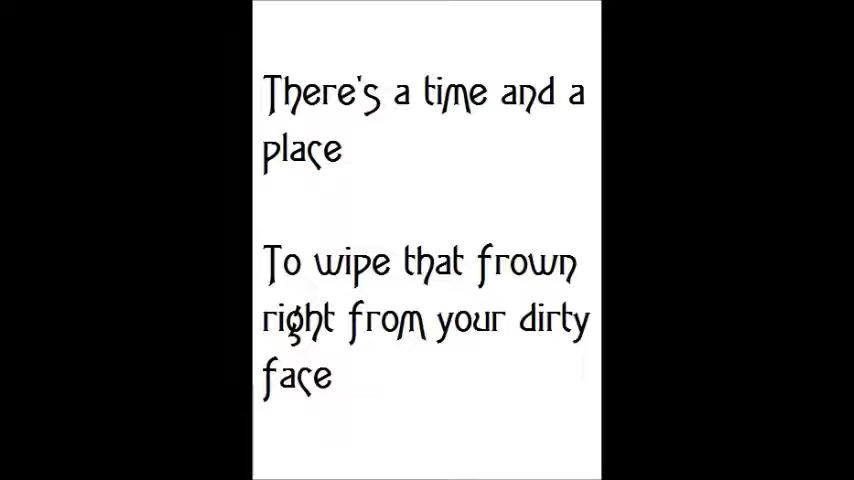 There's a time and a
place
To wipe that frown
right from your dirty
face